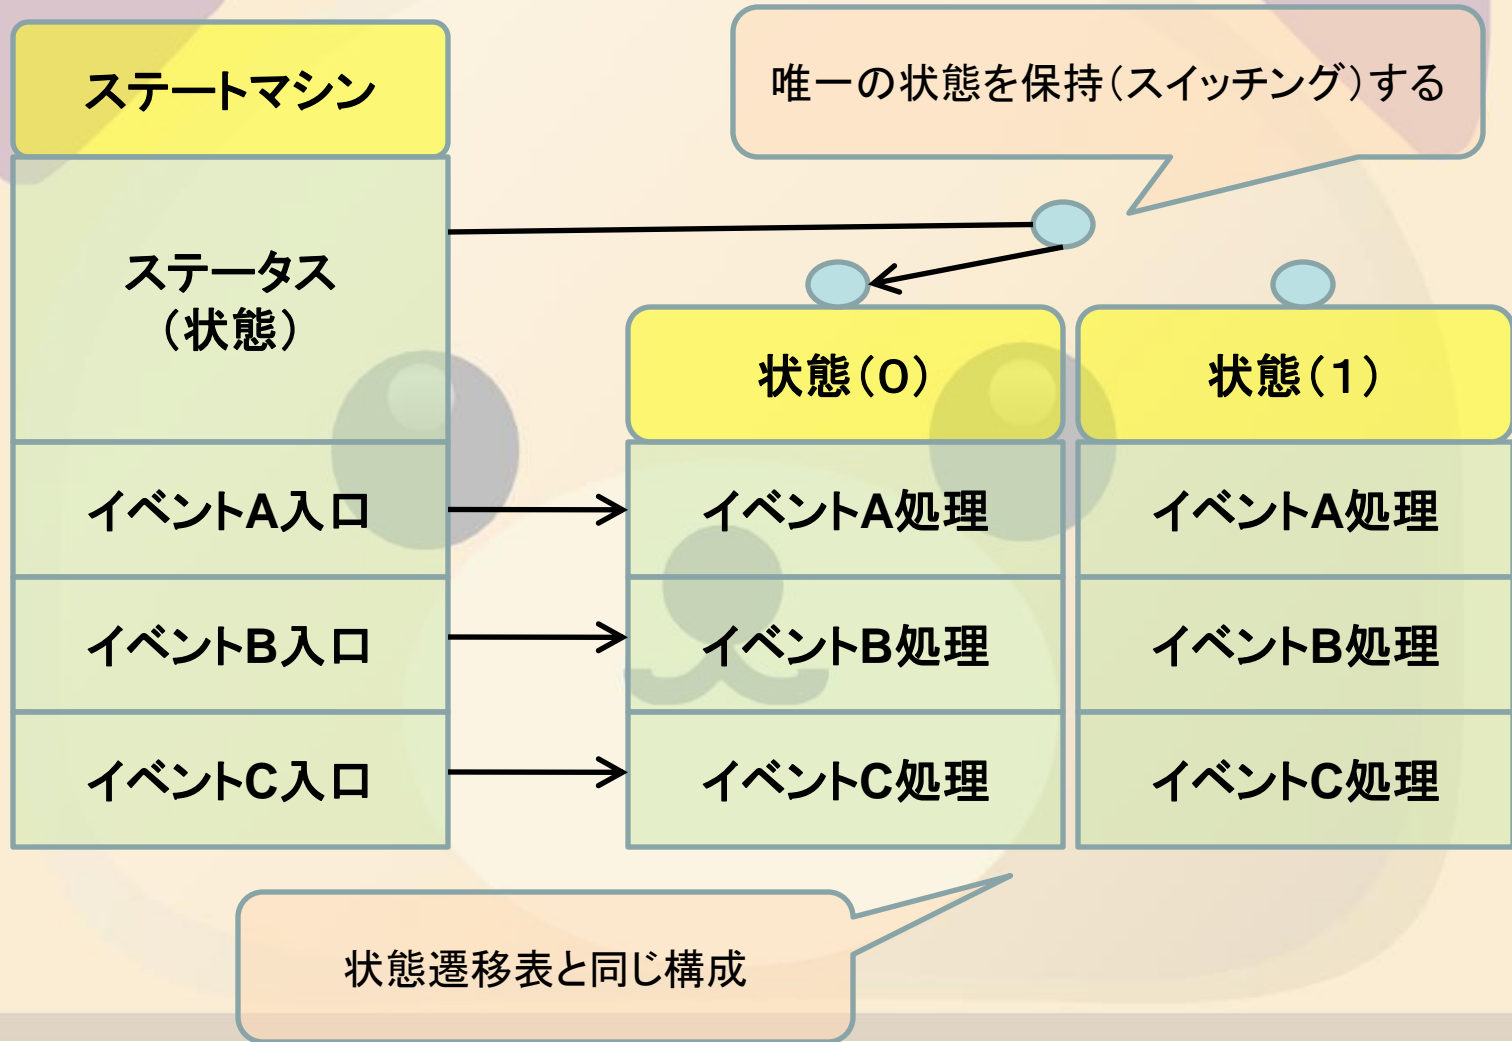 ステートマシン
唯一の状態を保持（スイッチング）する
ステータス
（状態）
状態（０）
状態（１）
イベントA入口
イベントA処理
イベントA処理
イベントB入口
イベントB処理
イベントB処理
イベントC入口
イベントC処理
イベントC処理
状態遷移表と同じ構成